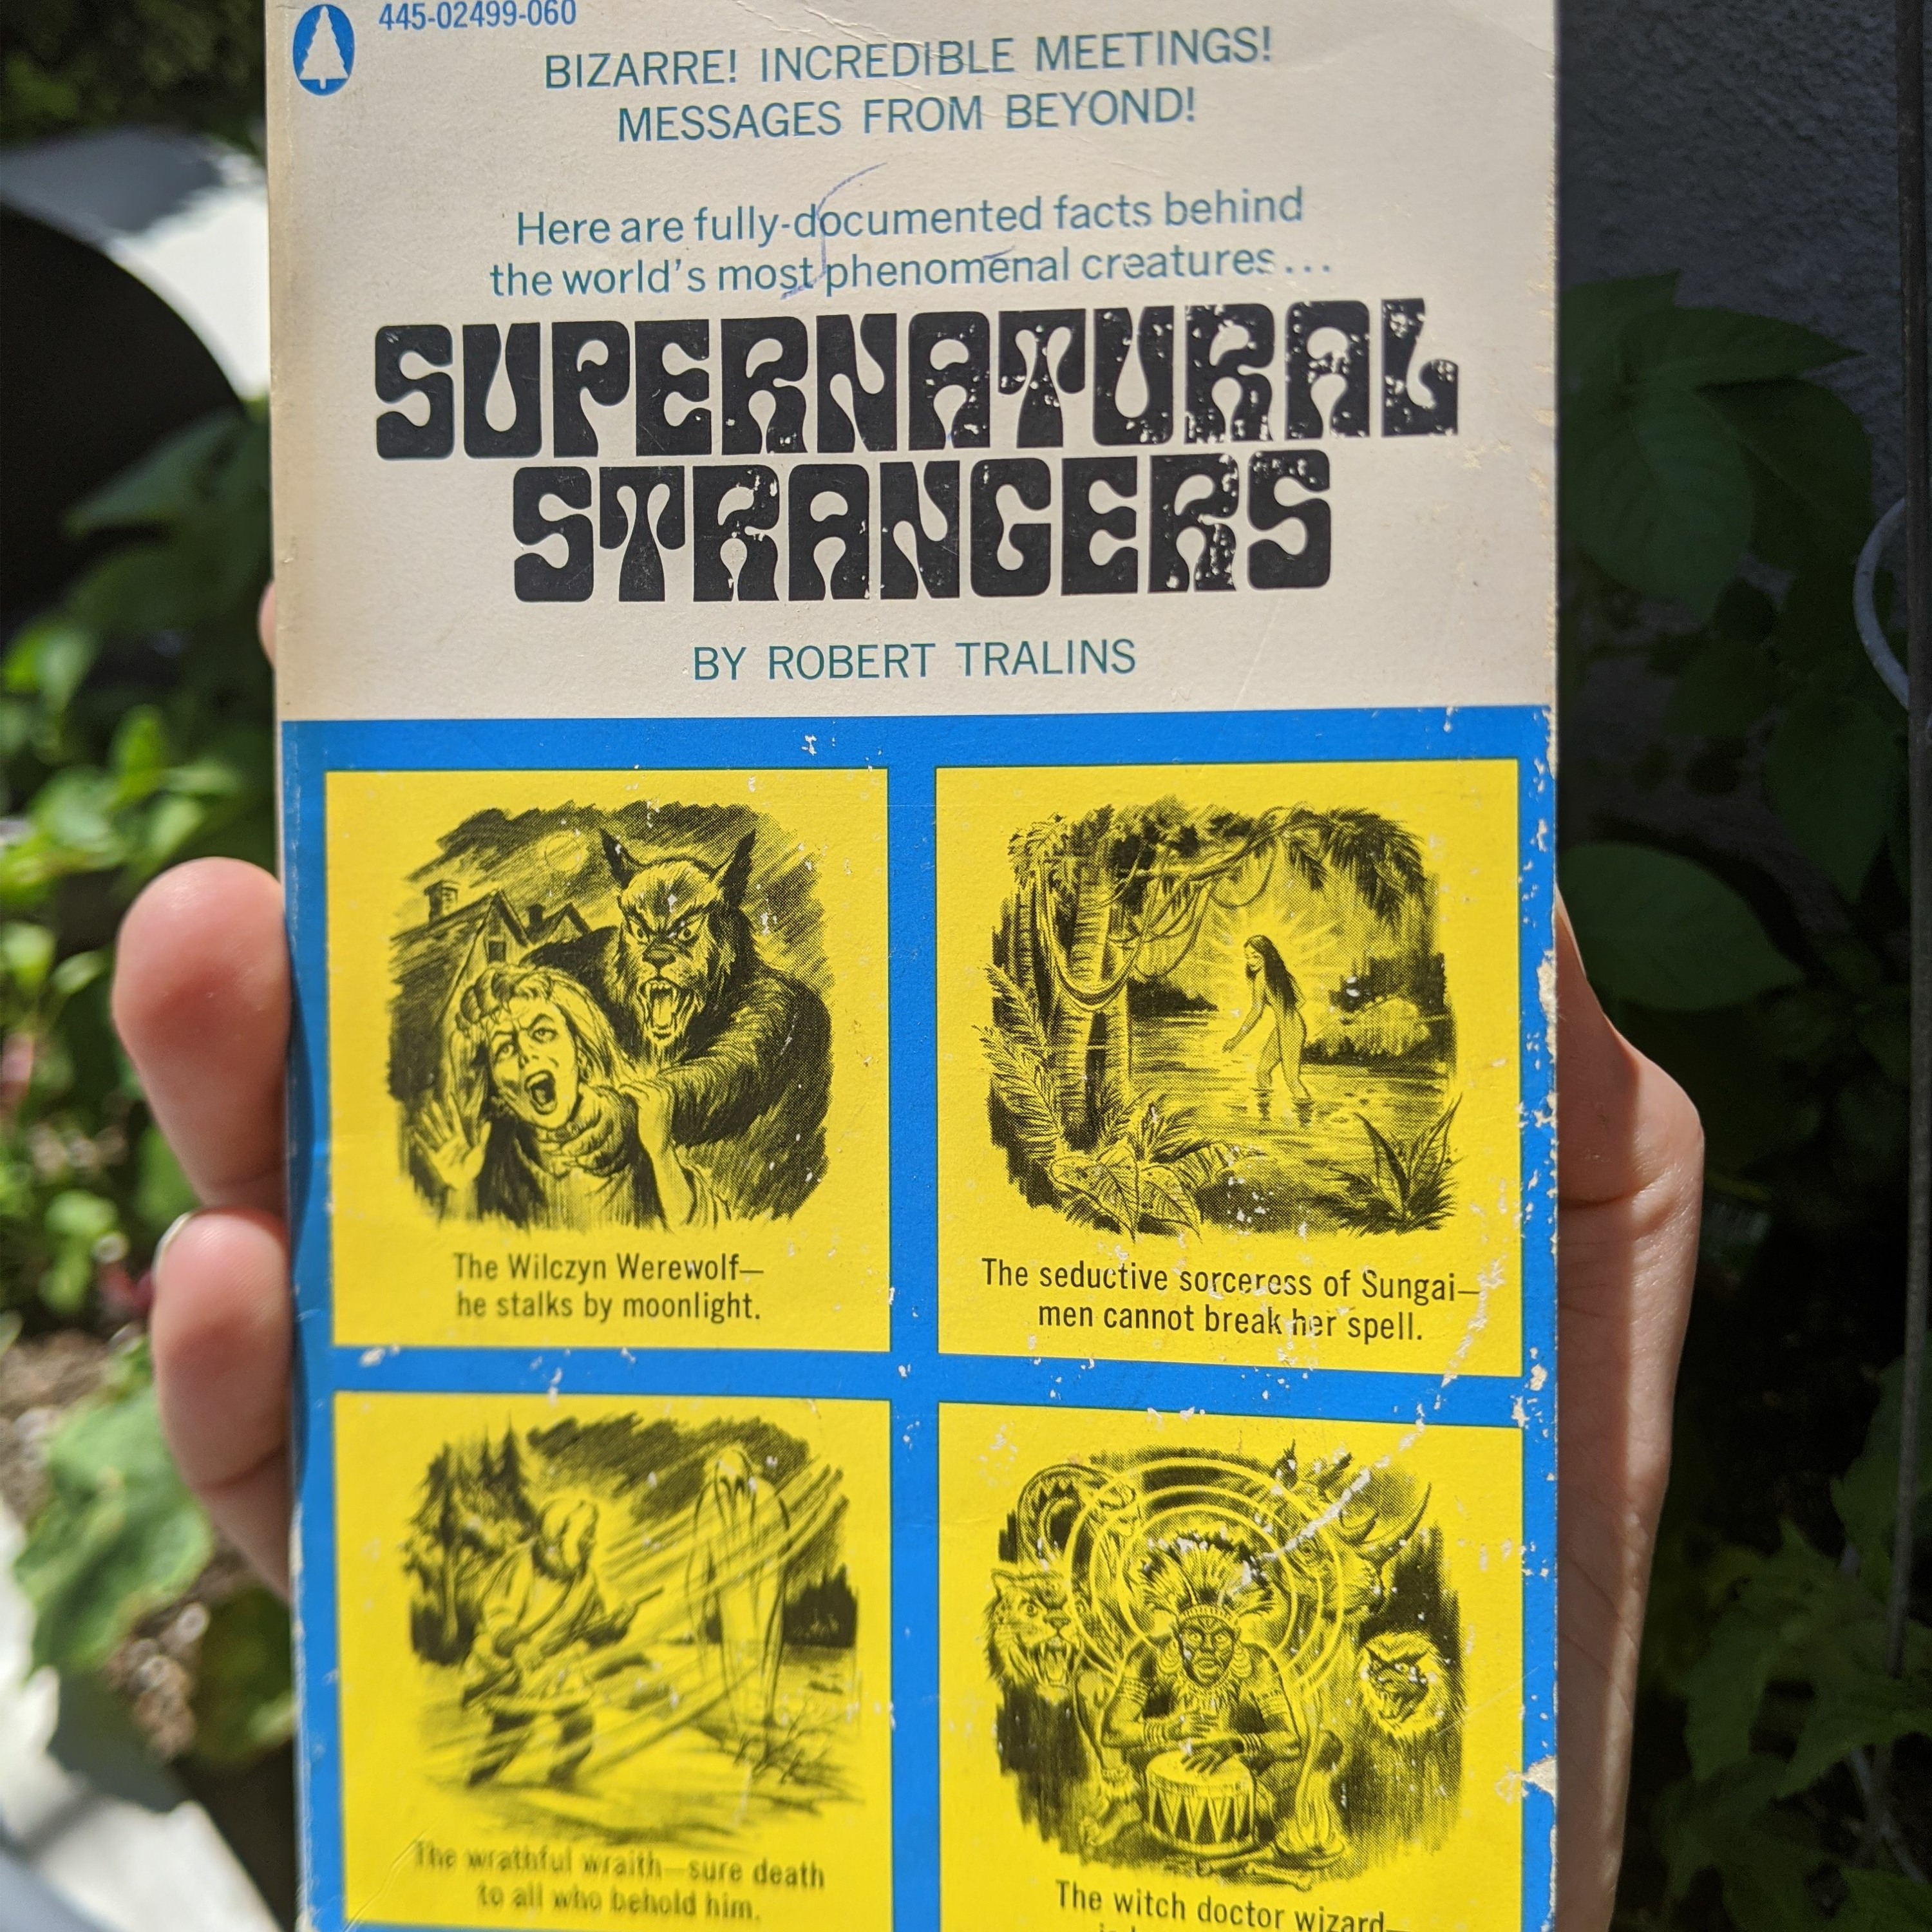 445-02499-060
BIZARRE! INCREDIBLE MEETINGS!
MESSAGES FROM BEYOND!
Here are fully-documented facts behind
the world's most phenomenal creatures...
SUPERNATURAL
STRANGERS
BY ROBERT TRALINS
The Wilczyn Werewolf—
he stalks by moonlight.
The seductive sorceress of Sungai—
men cannot break her spell.
The wrathful wraith—sure death
to all who behold him.
The witch doctor wizard—